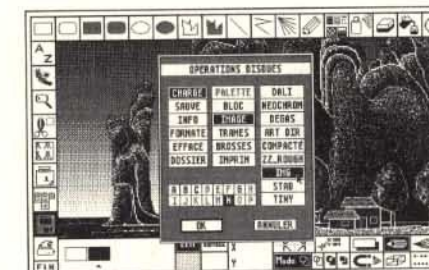 A
Z
OPERATIONS DISQUES
CHARGE PALETTE DALI
SAUVE BLOC NEOCHROM
INFO IMAGE DEGAS
FORMATE TRAMES ART DIR
EFFACE BROSSES COMPACTÉ
DOSSIER IMPRIM ZZ_ROUGH
IMG
A B C D E F G H STAD
I J K L M N O P TINY
OK ANNULER
X
Y
Mode
FIN